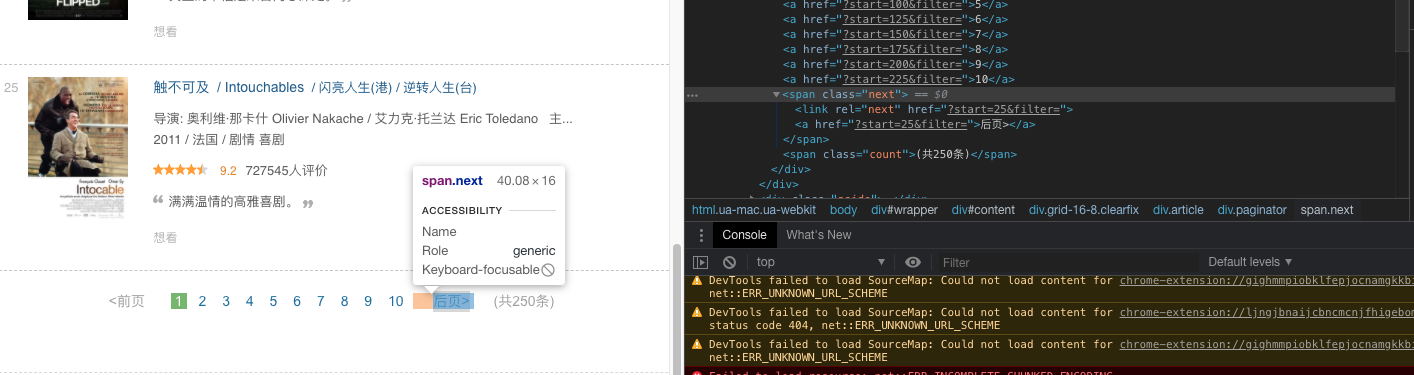 FLIPPED
想看
25
触不可及 / Intouchables / 闪亮人生(港) / 逆转人生(台)
导演: 奥利维·那卡什 Olivier Nakache / 艾力克·托兰达 Eric Toledano 主...
2011 / 法国 / 剧情 喜剧
9.2 727545人评价
“ 满满温情的高雅喜剧。 ”
想看
Intocable
span.next 40.08 × 16
ACCESSIBILITY
Name
Role generic
Keyboard-focusable
<前页 1 2 3 4 5 6 7 8 9 10 后页> (共250条)
<a href="?start=100&filter=">5</a>
<a href="?start=125&filter=">6</a>
<a href="?start=150&filter=">7</a>
<a href="?start=175&filter=">8</a>
<a href="?start=200&filter=">9</a>
<a href="?start=225&filter=">10</a>
… ▼<span class="next"> == $0
<link rel="next" href="?start=25&filter=">
<a href="?start=25&filter=">后页></a>
</span>
<span class="count">(共250条)</span>
</div>
</div>
html.ua-mac.ua-webkit body div#wrapper div#content div.grid-16-8.clearfix div.article div.paginator span.next
Console What's New
top ▼ Filter Default levels ▼
DevTools failed to load SourceMap: Could not load content for chrome-extension://gighmmpiobklfepjocnamgkkbi
net::ERR_UNKNOWN_URL_SCHEME
DevTools failed to load SourceMap: Could not load content for chrome-extension://ljngjbnaijcbncmcnjfhigebom
status code 404, net::ERR_UNKNOWN_URL_SCHEME
DevTools failed to load SourceMap: Could not load content for chrome-extension://gighmmpiobklfepjocnamgkkbi
net::ERR_UNKNOWN_URL_SCHEME
Failed to load resource: net::ERR_INCOMPLETE_CHUNKED_ENCODING